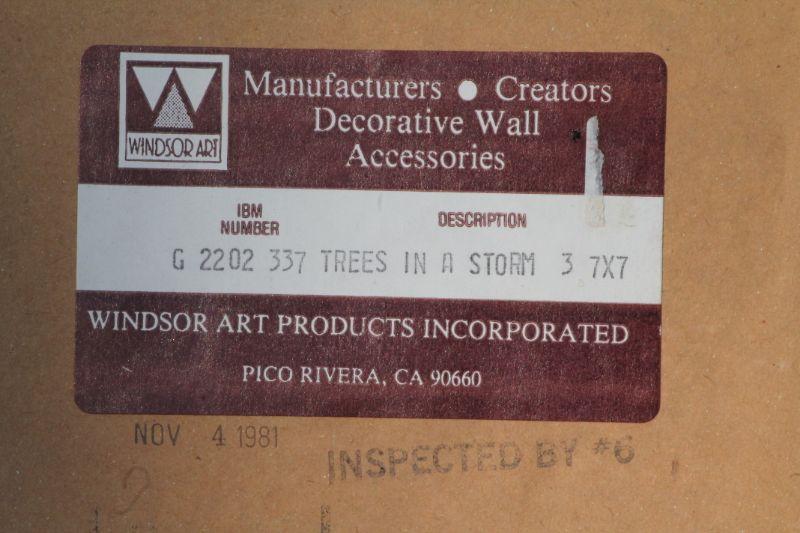 WINDSOR ART
Manufacturers • Creators
Decorative Wall
Accessories
IBM
NUMBER
DESCRIPTION
G 2202 337 TREES IN A STORM 3 7X7
WINDSOR ART PRODUCTS INCORPORATED
PICO RIVERA, CA 90660
NOV 4 1981
INSPECTED BY #6